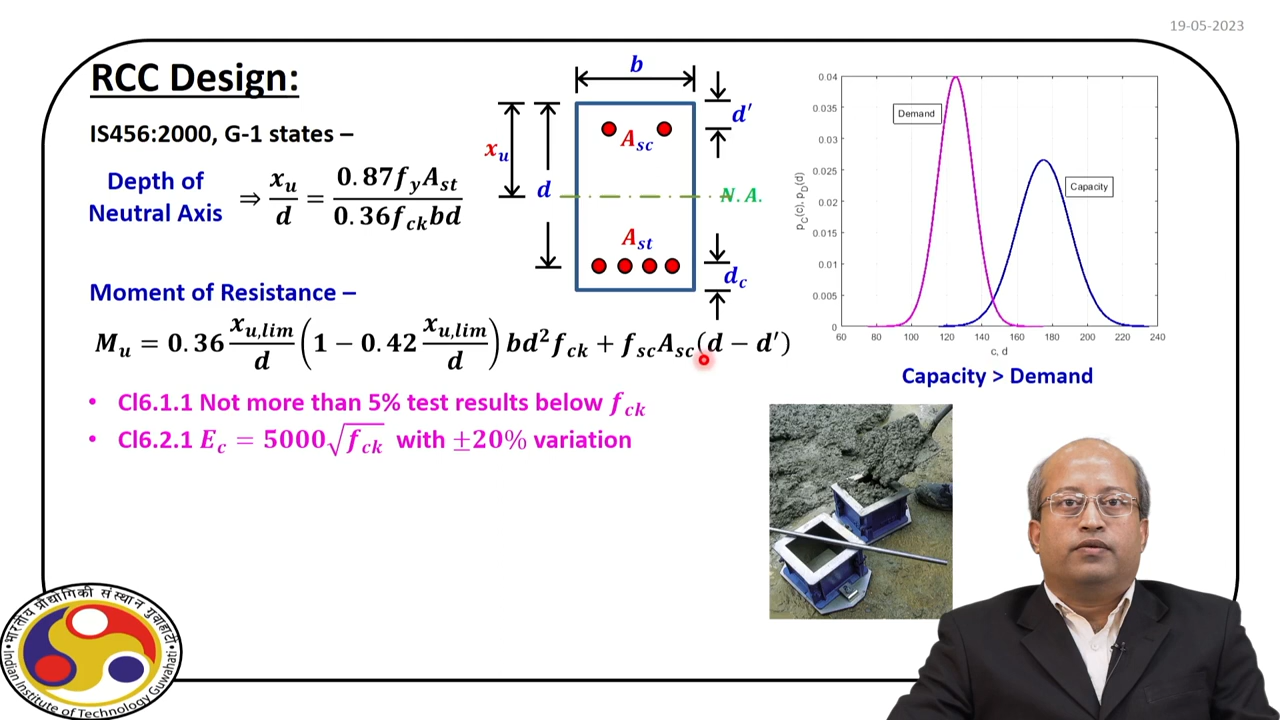 19-05-2023
RCC Design:
IS456:2000, G-1 states –
Depth of
Neutral Axis
⇒ x_u/d = 0.87f_yA_st / 0.36f_ckbd
b
d'
A_sc
x_u
d
N.A.
A_st
d_c
Moment of Resistance –
M_u = 0.36 x_u,lim/d (1 − 0.42 x_u,lim/d) bd²f_ck + f_scA_sc(d − d')
• Cl6.1.1 Not more than 5% test results below f_ck
• Cl6.2.1 E_c = 5000√f_ck with ±20% variation
0.04
0.035
0.03
0.025
0.02
0.015
0.01
0.005
0
p_C(c), p_D(d)
Demand
Capacity
60 80 100 120 140 160 180 200 220 240
c, d
Capacity > Demand
भारतीय प्रौद्योगिकी संस्थान गुवाहाटी
Indian Institute of Technology Guwahati